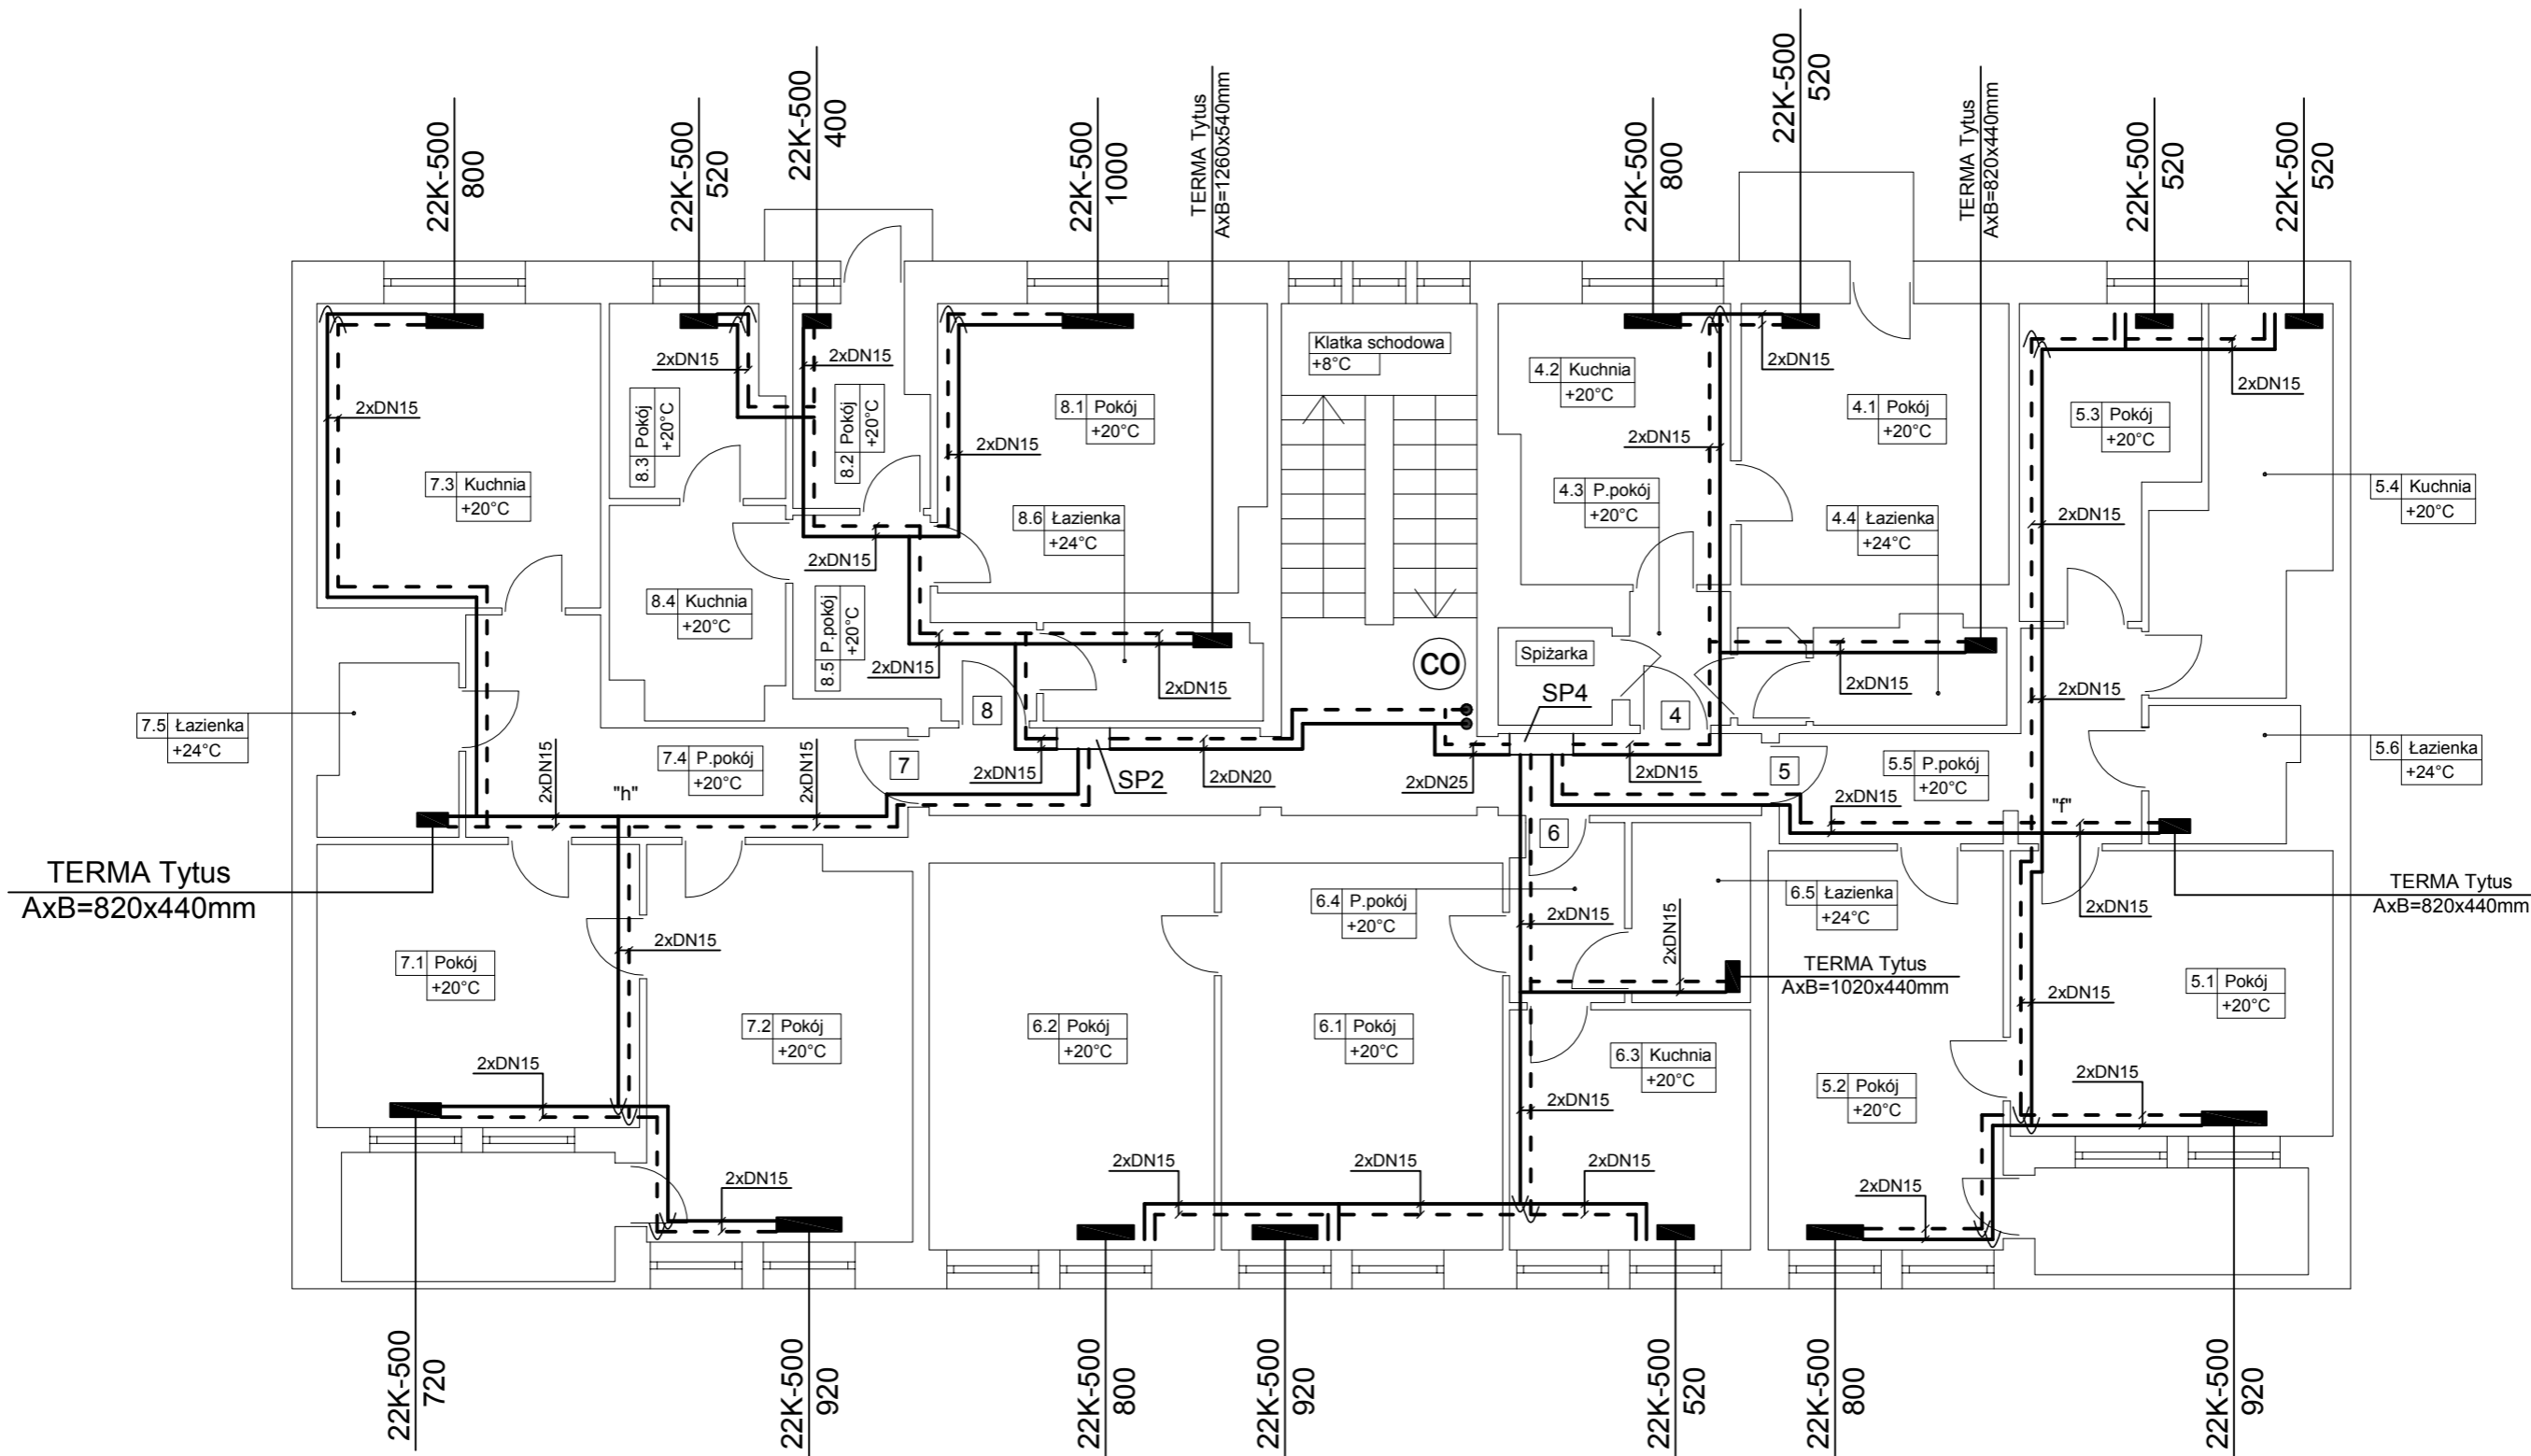 22K-500
800
22K-500
520
22K-500
400
22K-500
1000
TERMA Tytus
AxB=1260x540mm
22K-500
800
22K-500
520
TERMA Tytus
AxB=820x440mm
22K-500
520
22K-500
520
Klatka schodowa
+8°C
2xDN15
2xDN15
2xDN15
4.2 Kuchnia
+20°C
2xDN15
2xDN15
8.3 Pokój
+20°C
8.2 Pokój
+20°C
8.1 Pokój
+20°C
4.1 Pokój
+20°C
5.3 Pokój
+20°C
2xDN15
2xDN15
7.3 Kuchnia
+20°C
4.3 P.pokój
+20°C
5.4 Kuchnia
+20°C
8.6 Łazienka
+24°C
4.4 Łazienka
+24°C
2xDN15
2xDN15
8.4 Kuchnia
+20°C
8.5 P.pokój
+20°C
2xDN15
2xDN15
CO
Spiżarka
2xDN15
2xDN15
SP4
7.5 Łazienka
+24°C
8
4
7.4 P.pokój
+20°C
7
2xDN15
SP2
2xDN20
2xDN25
2xDN15
5
5.5 P.pokój
+20°C
5.6 Łazienka
+24°C
2xDN15
"h"
2xDN15
2xDN15
"f"
6
TERMA Tytus
AxB=820x440mm
6.4 P.pokój
+20°C
6.5 Łazienka
+24°C
TERMA Tytus
AxB=820x440mm
2xDN15
2xDN15
2xDN15
2xDN15
7.1 Pokój
+20°C
TERMA Tytus
AxB=1020x440mm
5.1 Pokój
+20°C
2xDN15
7.2 Pokój
+20°C
6.2 Pokój
+20°C
6.1 Pokój
+20°C
6.3 Kuchnia
+20°C
2xDN15
5.2 Pokój
+20°C
2xDN15
2xDN15
2xDN15
2xDN15
2xDN15
2xDN15
2xDN15
22K-500
720
22K-500
920
22K-500
800
22K-500
920
22K-500
520
22K-500
800
22K-500
920